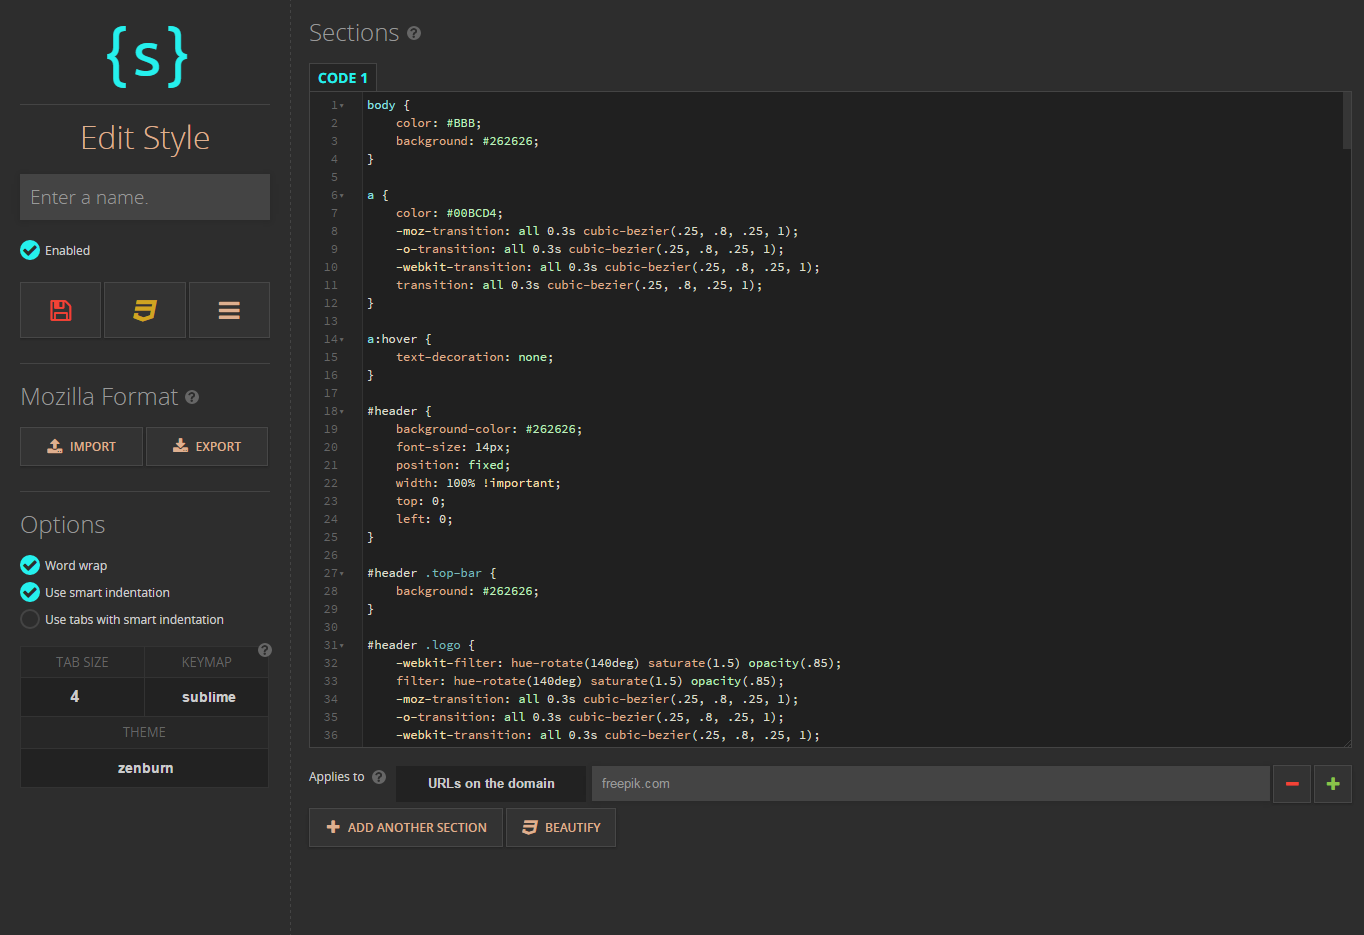 {s}
Edit Style
Enter a name.
Enabled
Mozilla Format ?
IMPORT
EXPORT
Options
Word wrap
Use smart indentation
Use tabs with smart indentation
?
TAB SIZE KEYMAP
4 sublime
THEME
zenburn
Sections ?
CODE 1
1 body {
2     color: #BBB;
3     background: #262626;
4 }
5
6 a {
7     color: #00BCD4;
8     -moz-transition: all 0.3s cubic-bezier(.25, .8, .25, 1);
9     -o-transition: all 0.3s cubic-bezier(.25, .8, .25, 1);
10     -webkit-transition: all 0.3s cubic-bezier(.25, .8, .25, 1);
11     transition: all 0.3s cubic-bezier(.25, .8, .25, 1);
12 }
13
14 a:hover {
15     text-decoration: none;
16 }
17
18 #header {
19     background-color: #262626;
20     font-size: 14px;
21     position: fixed;
22     width: 100% !important;
23     top: 0;
24     left: 0;
25 }
26
27 #header .top-bar {
28     background: #262626;
29 }
30
31 #header .logo {
32     -webkit-filter: hue-rotate(140deg) saturate(1.5) opacity(.85);
33     filter: hue-rotate(140deg) saturate(1.5) opacity(.85);
34     -moz-transition: all 0.3s cubic-bezier(.25, .8, .25, 1);
35     -o-transition: all 0.3s cubic-bezier(.25, .8, .25, 1);
36     -webkit-transition: all 0.3s cubic-bezier(.25, .8, .25, 1);
Applies to ? URLs on the domain freepik.com
ADD ANOTHER SECTION BEAUTIFY